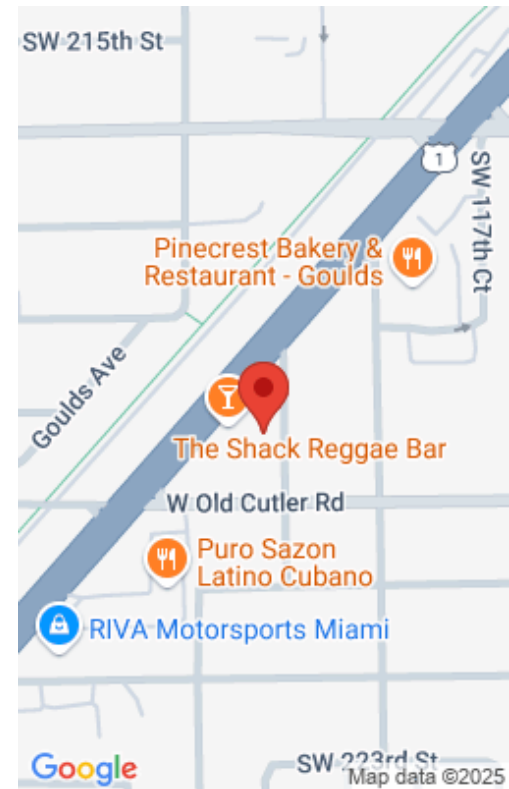 SW 215th St
1
SW 117th Ct
Pinecrest Bakery &
Restaurant - Goulds
Goulds Ave
The Shack Reggae Bar
W Old Cutler Rd
Puro Sazon
Latino Cubano
RIVA Motorsports Miami
SW 223rd St
Google
Map data ©2025